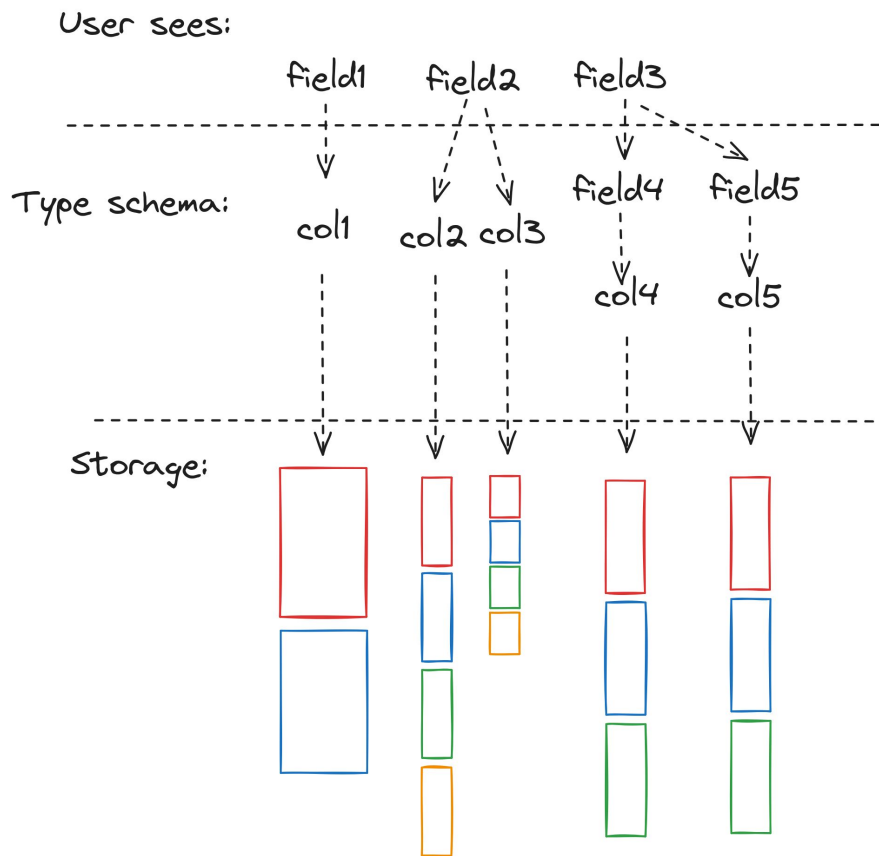 User sees:
field1 field2 field3
Type schema:
field4 field5
col1 col2 col3
col4 col5
Storage: